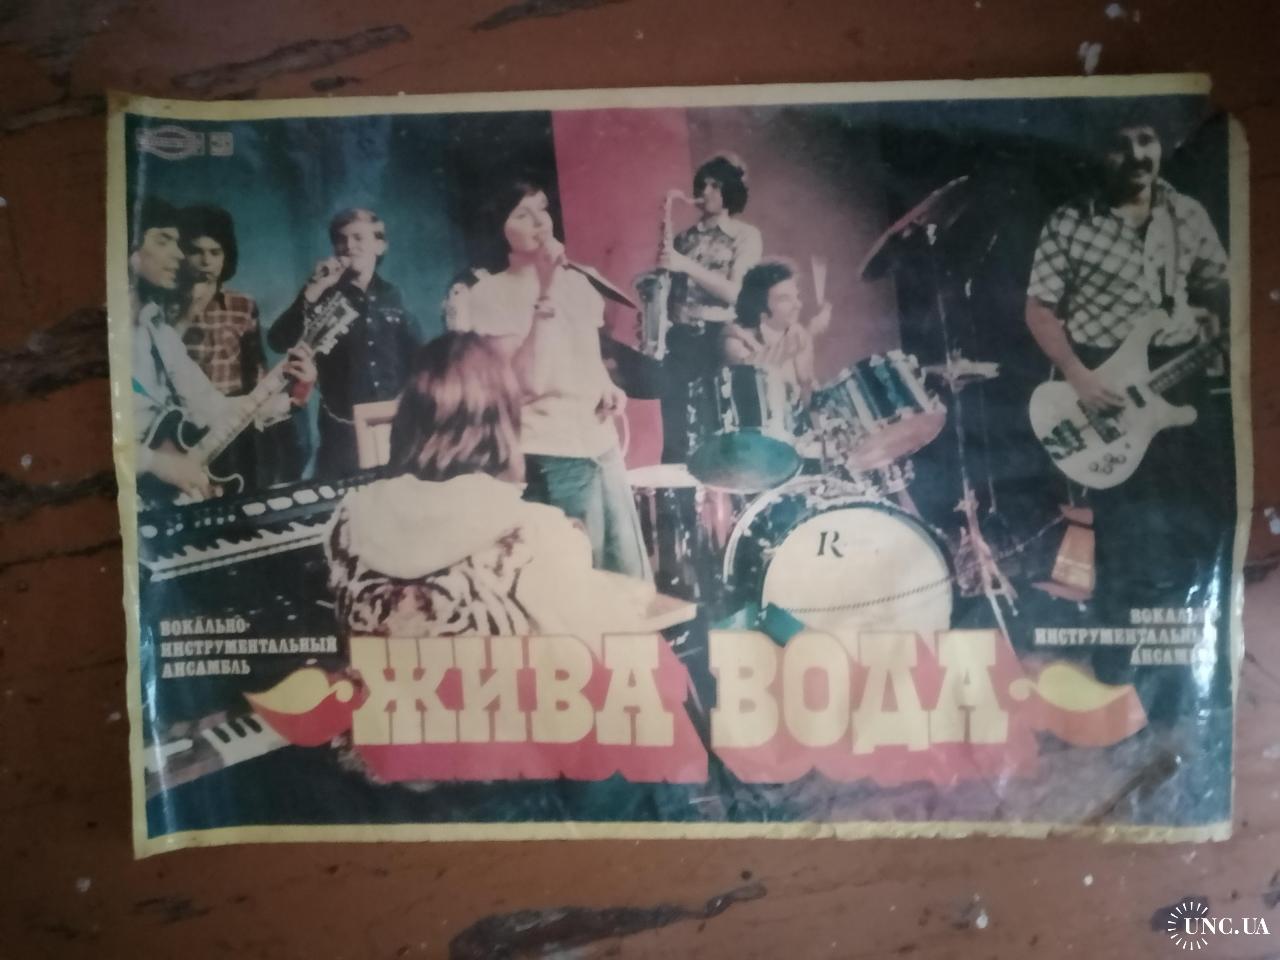 ВОКАЛЬНО-
ИНСТРУМЕНТАЛЬНЫЙ
АНСАМБЛЬ
ЖИВА ВОДА
R
UNC.UA